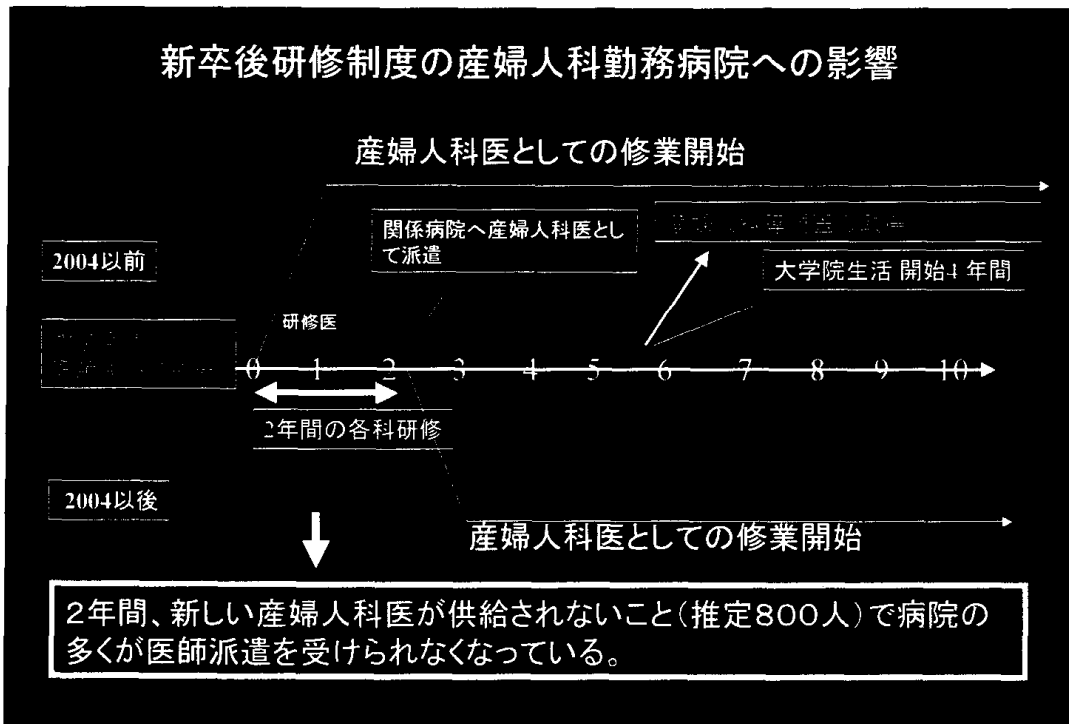 新卒後研修制度の産婦人科勤務病院への影響
産婦人科医としての修業開始
関係病院へ産婦人科医とし
て派遣
2004以前
大学院生活 開始4 年間
研修医
0 1 2 3 4 5 6 7 8 9 10
2年間の各科研修
2004以後
産婦人科医としての修業開始
2年間、新しい産婦人科医が供給されないこと(推定800人)で病院の
多くが医師派遣を受けられなくなっている。